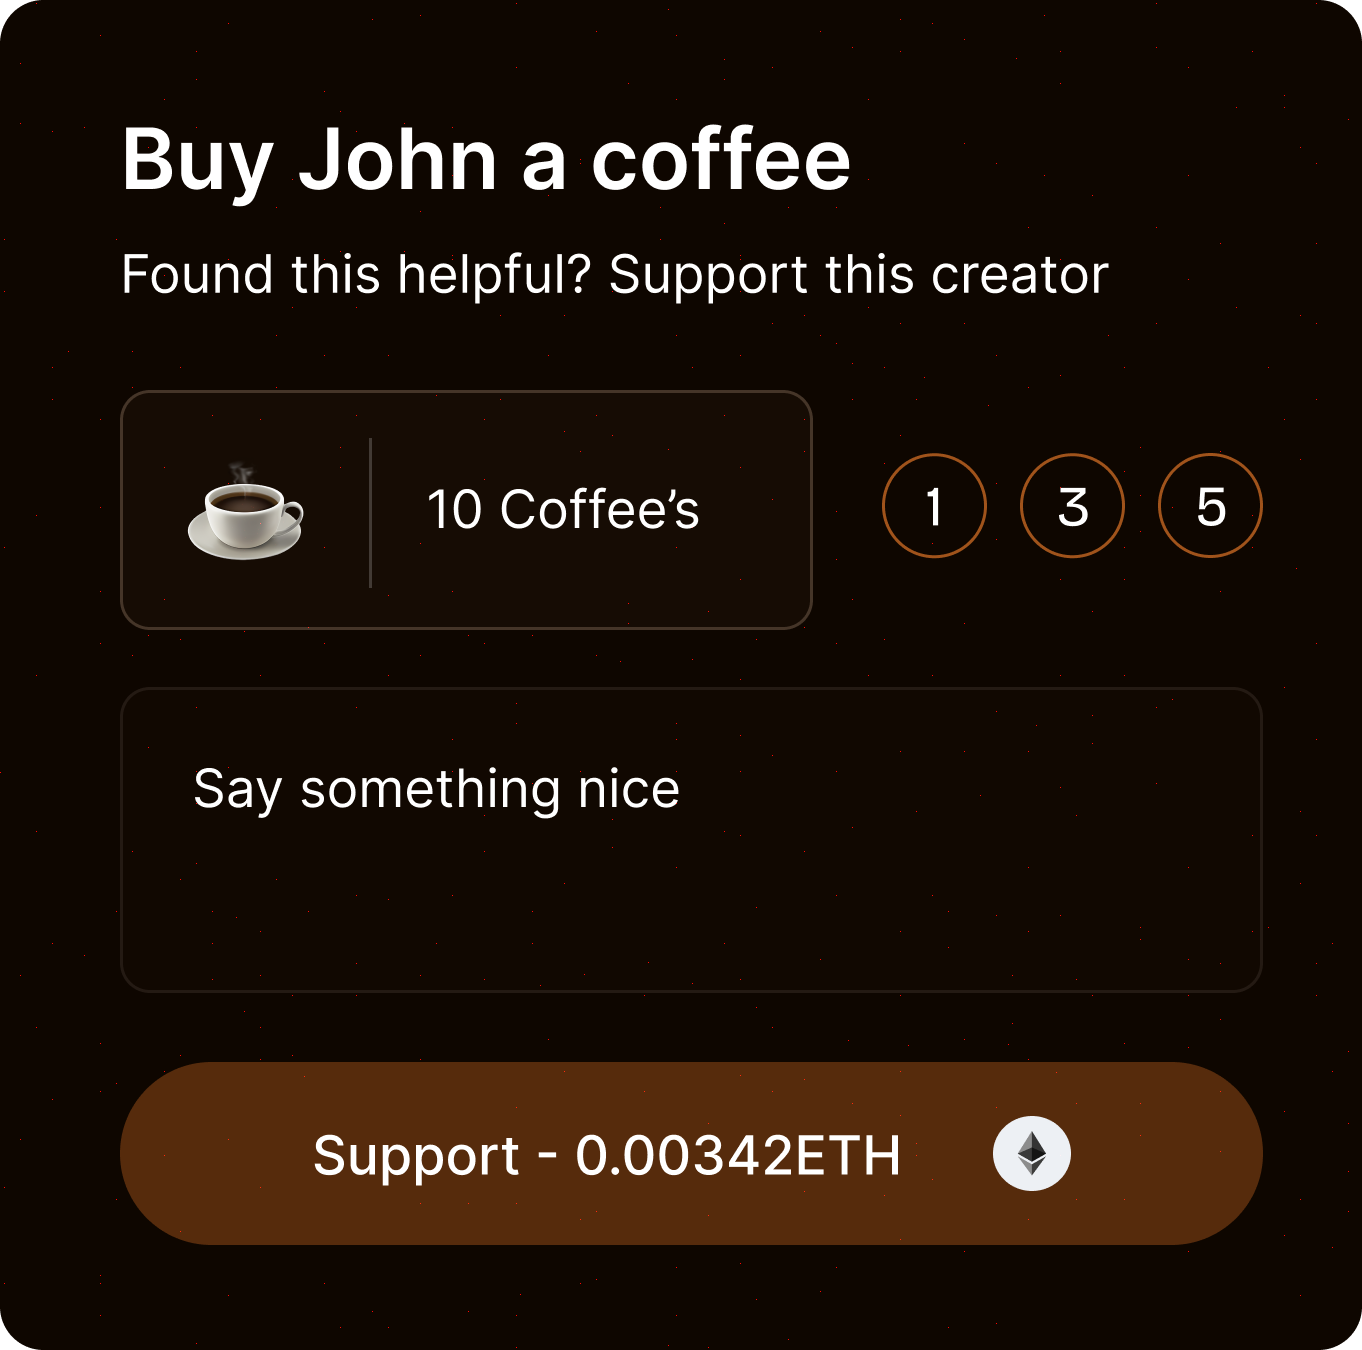 Buy John a coffee
Found this helpful? Support this creator
10 Coffee’s
1 3 5
Say something nice
Support - 0.00342ETH